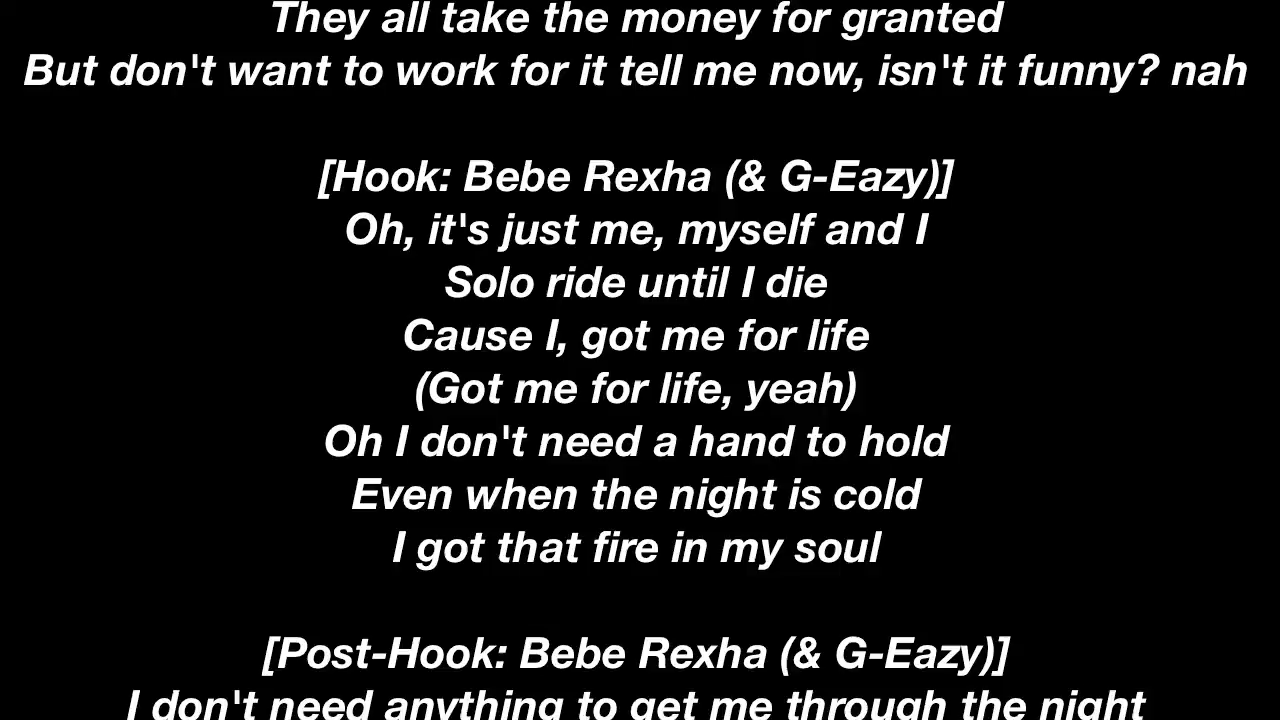 They all take the money for granted
But don't want to work for it tell me now, isn't it funny? nah
[Hook: Bebe Rexha (& G-Eazy)]
Oh, it's just me, myself and I
Solo ride until I die
Cause I, got me for life
(Got me for life, yeah)
Oh I don't need a hand to hold
Even when the night is cold
I got that fire in my soul
[Post-Hook: Bebe Rexha (& G-Eazy)]
I don't need anything to get me through the night